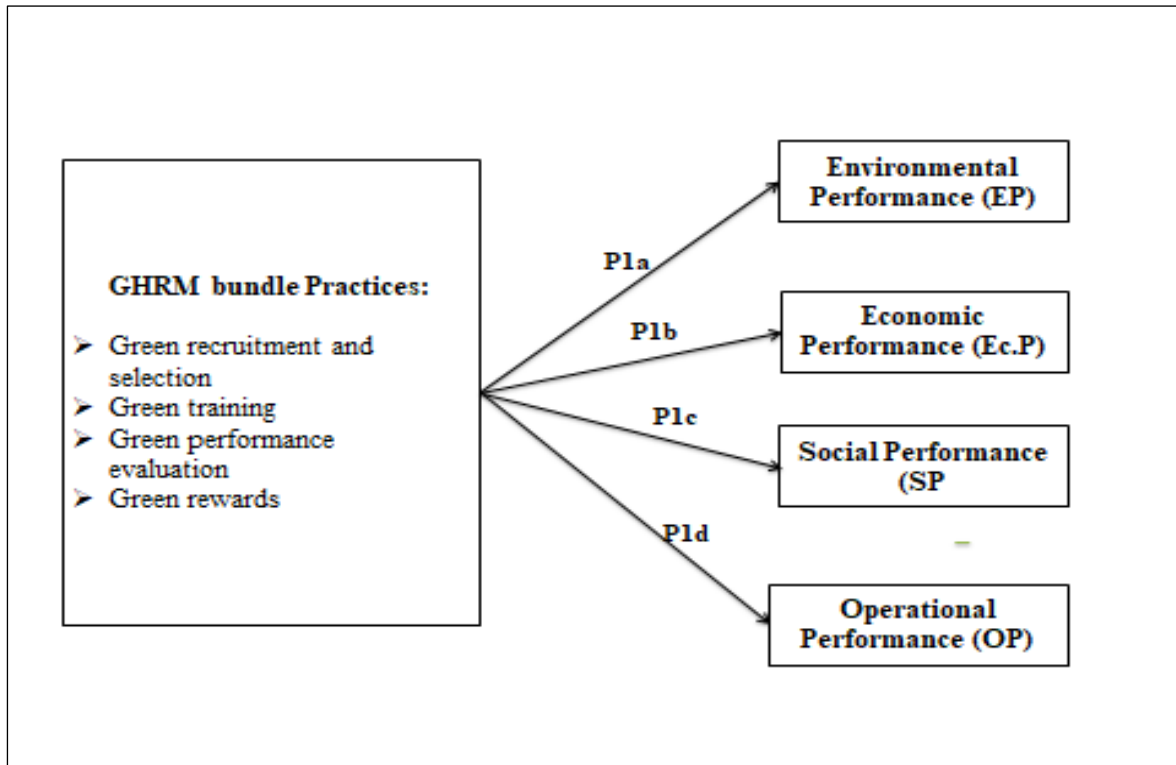 GHRM bundle Practices:
➢ Green recruitment and
selection
➢ Green training
➢ Green performance
evaluation
➢ Green rewards
P1a
P1b
P1c
P1d
Environmental
Performance (EP)
Economic
Performance (Ec.P)
Social Performance
(SP
Operational
Performance (OP)